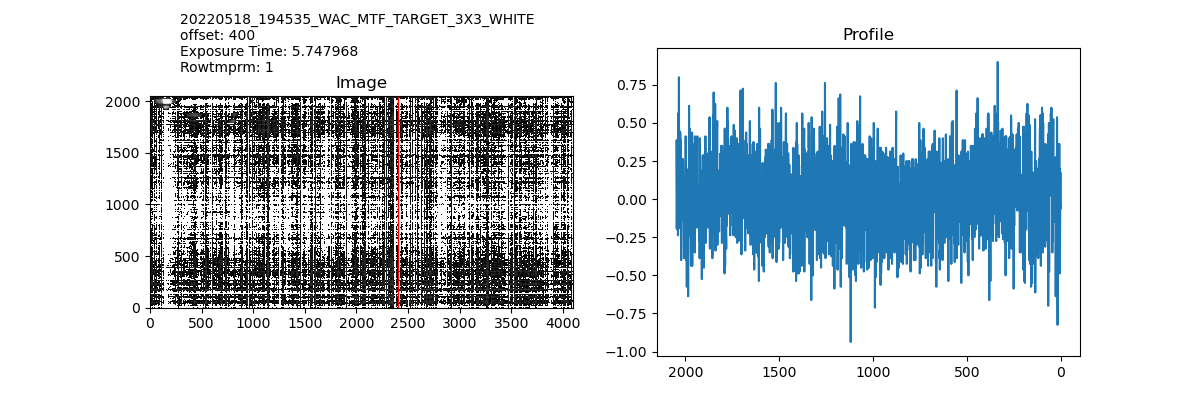 20220518_194535_WAC_MTF_TARGET_3X3_WHITE
offset: 400
Exposure Time: 5.747968
Rowtmprm: 1
Image
2000
1500
1000
500
0
0 500 1000 1500 2000 2500 3000 3500 4000
Profile
0.75
0.50
0.25
0.00
−0.25
−0.50
−0.75
−1.00
2000 1500 1000 500 0